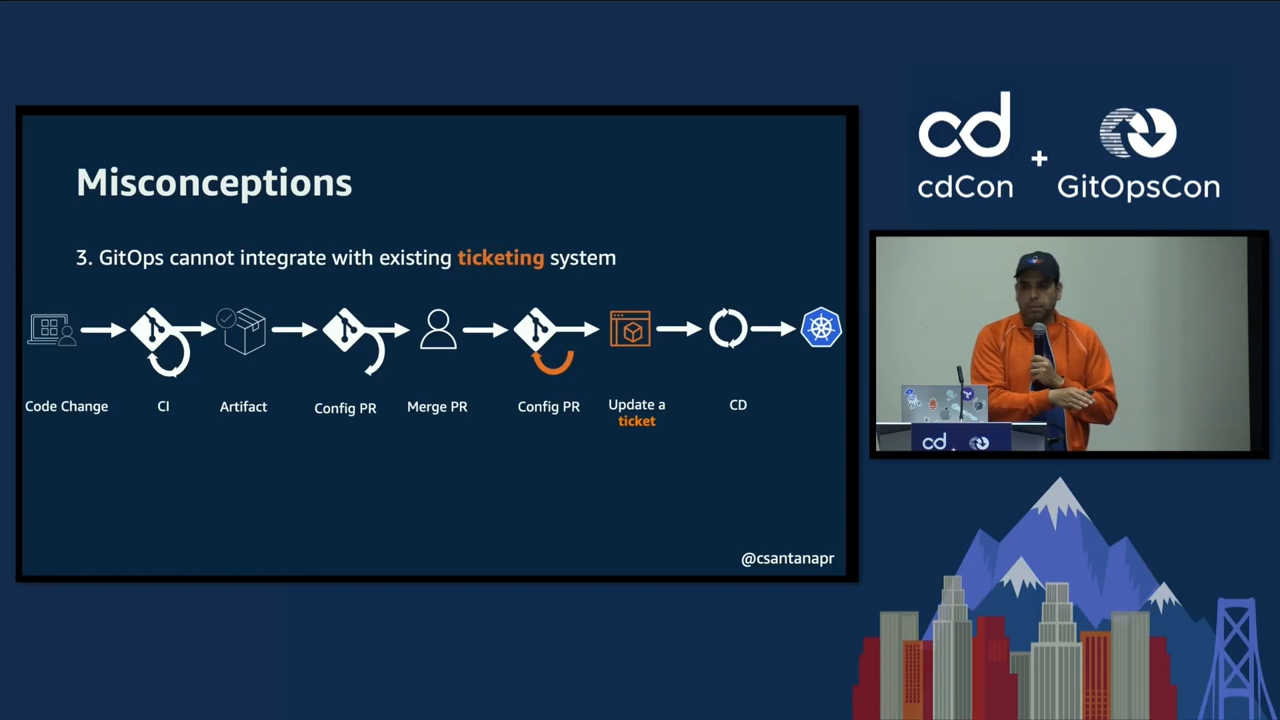 Misconceptions
3. GitOps cannot integrate with existing ticketing system
Code Change
CI
Artifact
Config PR
Merge PR
Config PR
Update a
ticket
CD
@csantanapr
cd
cdCon
+
GitOpsCon
cd